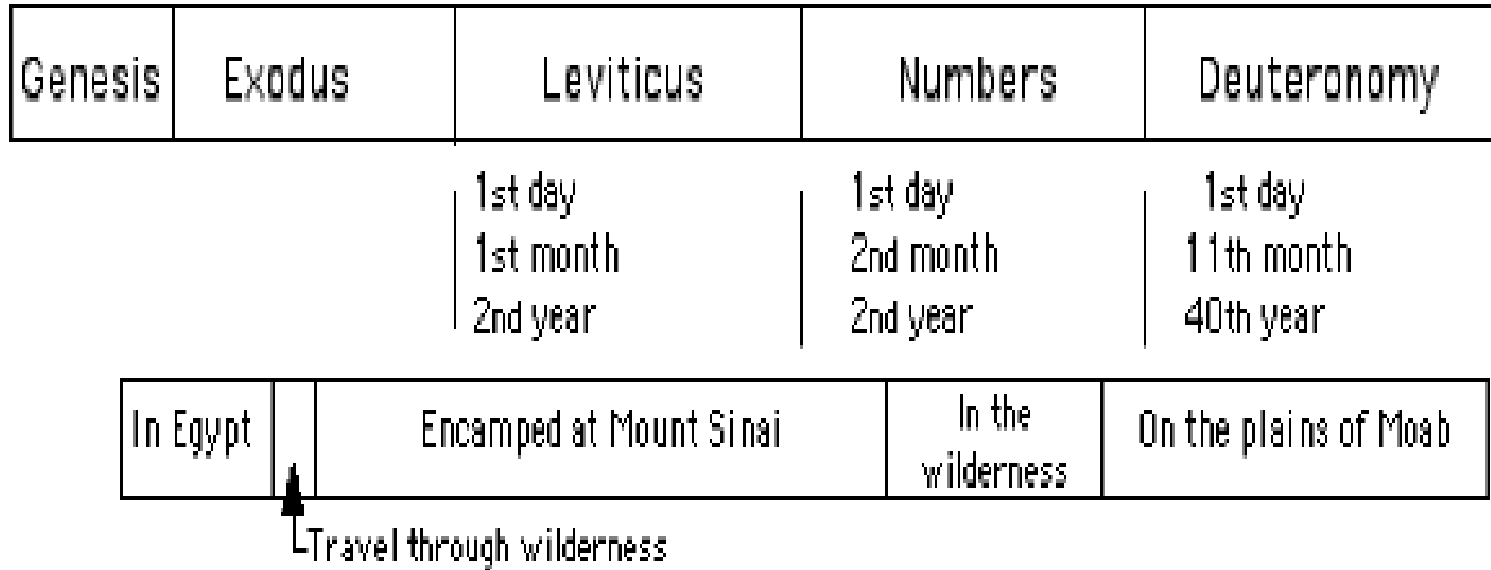 Genesis Exodus Leviticus Numbers Deuteronomy
1st day 1st day 1st day
1st month 2nd month 11th month
2nd year 2nd year 40th year
In Egypt Encamped at Mount Sinai In the wilderness On the plains of Moab
Travel through wilderness